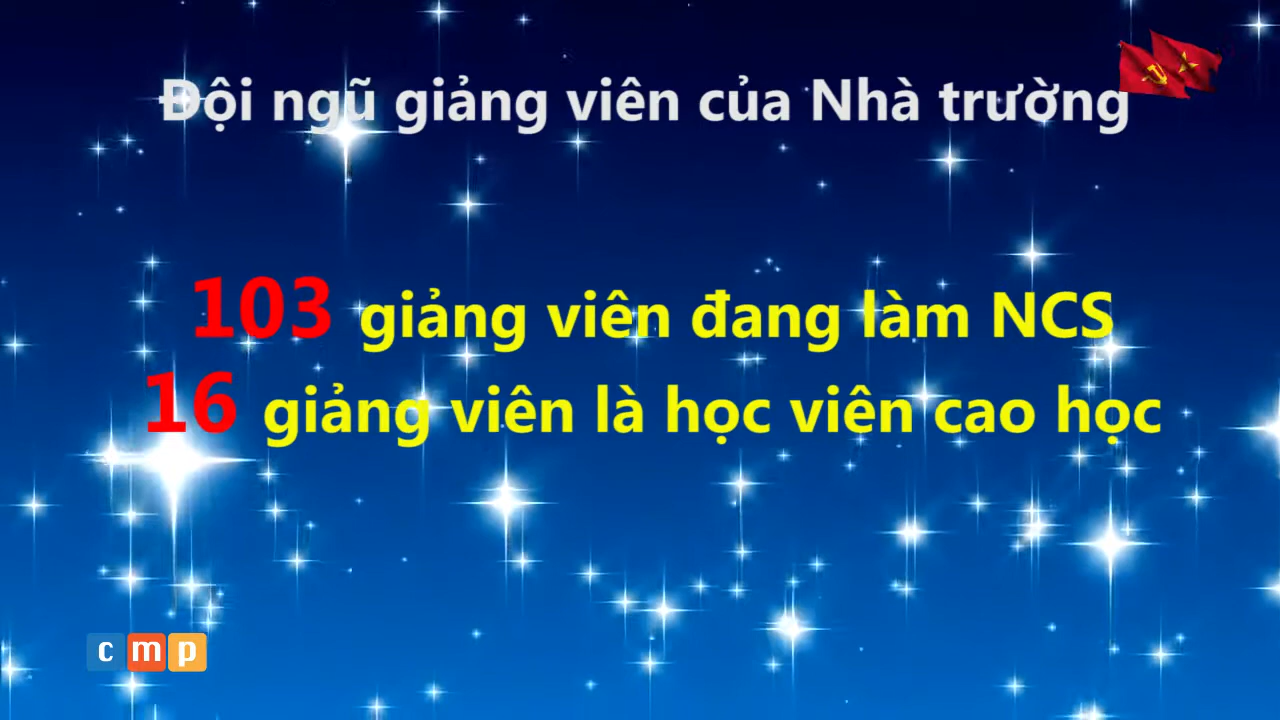 Đội ngũ giảng viên của Nhà trường
103 giảng viên đang làm NCS
16 giảng viên là học viên cao học
cmp